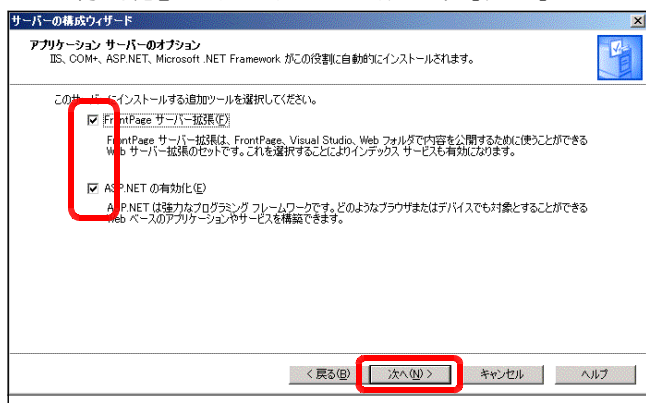 サーバーの構成ウィザード
アプリケーション サーバーのオプション
IIS、COM+、ASP.NET、Microsoft .NET Framework がこの役割に自動的にインストールされます。
このサーバーにインストールする追加ツールを選択してください。
FrontPage サーバー拡張(F)
FrontPage サーバー拡張は、FrontPage、Visual Studio、Web フォルダで内容を公開するために使うことができる
Web サーバー拡張のセットです。これを選択することによりインデックス サービスも有効になります。
ASP.NET の有効化(E)
ASP.NET は強力なプログラミング フレームワークです。どのようなブラウザまたはデバイスでも対象とすることができる
Web ベースのアプリケーションやサービスを構築できます。
< 戻る(B) 次へ(N) > キャンセル ヘルプ